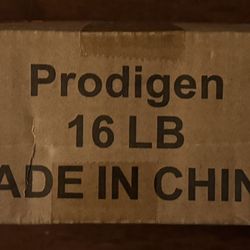 Prodigen
16 LB
ADE IN CHIN